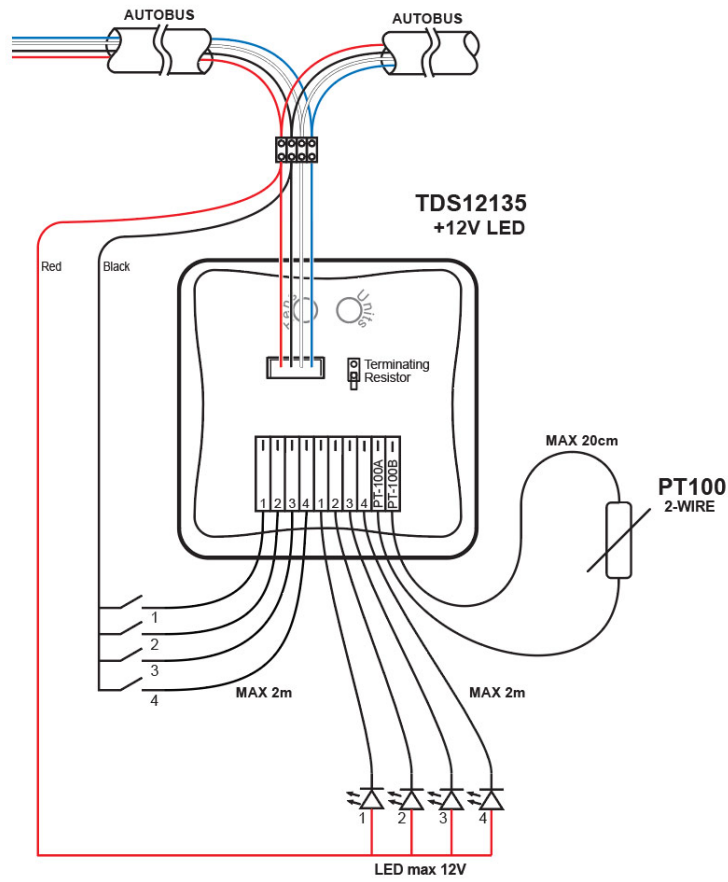 AUTOBUS
AUTOBUS
TDS12135
+12V LED
Red
Black
Units
Terminating
Resistor
MAX 20cm
PT100
2-WIRE
1 2 3 4 1 2 3 4 PT-100A PT-100B
1
2
3
4
MAX 2m
MAX 2m
1 2 3 4
LED max 12V